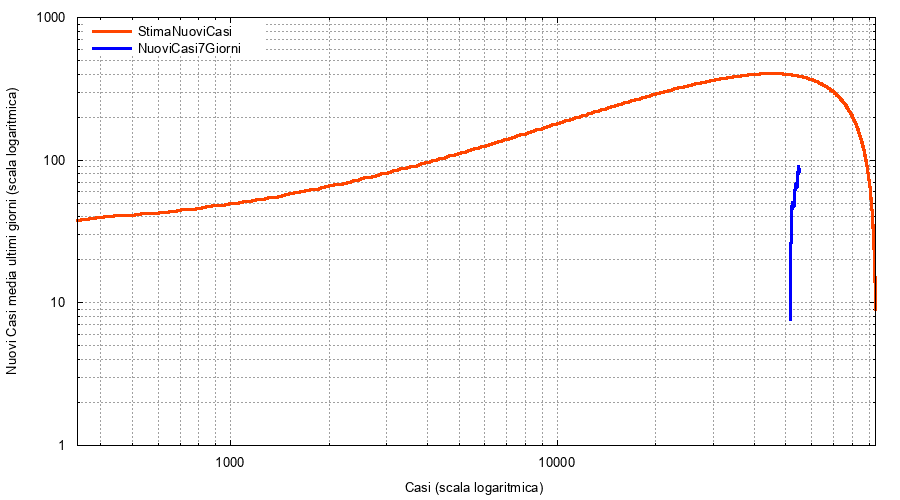 1000
StimaNuoviCasi
NuoviCasi7Giorni
100
10
1
Nuovi Casi media ultimi giorni (scala logaritmica)
1000
10000
Casi (scala logaritmica)